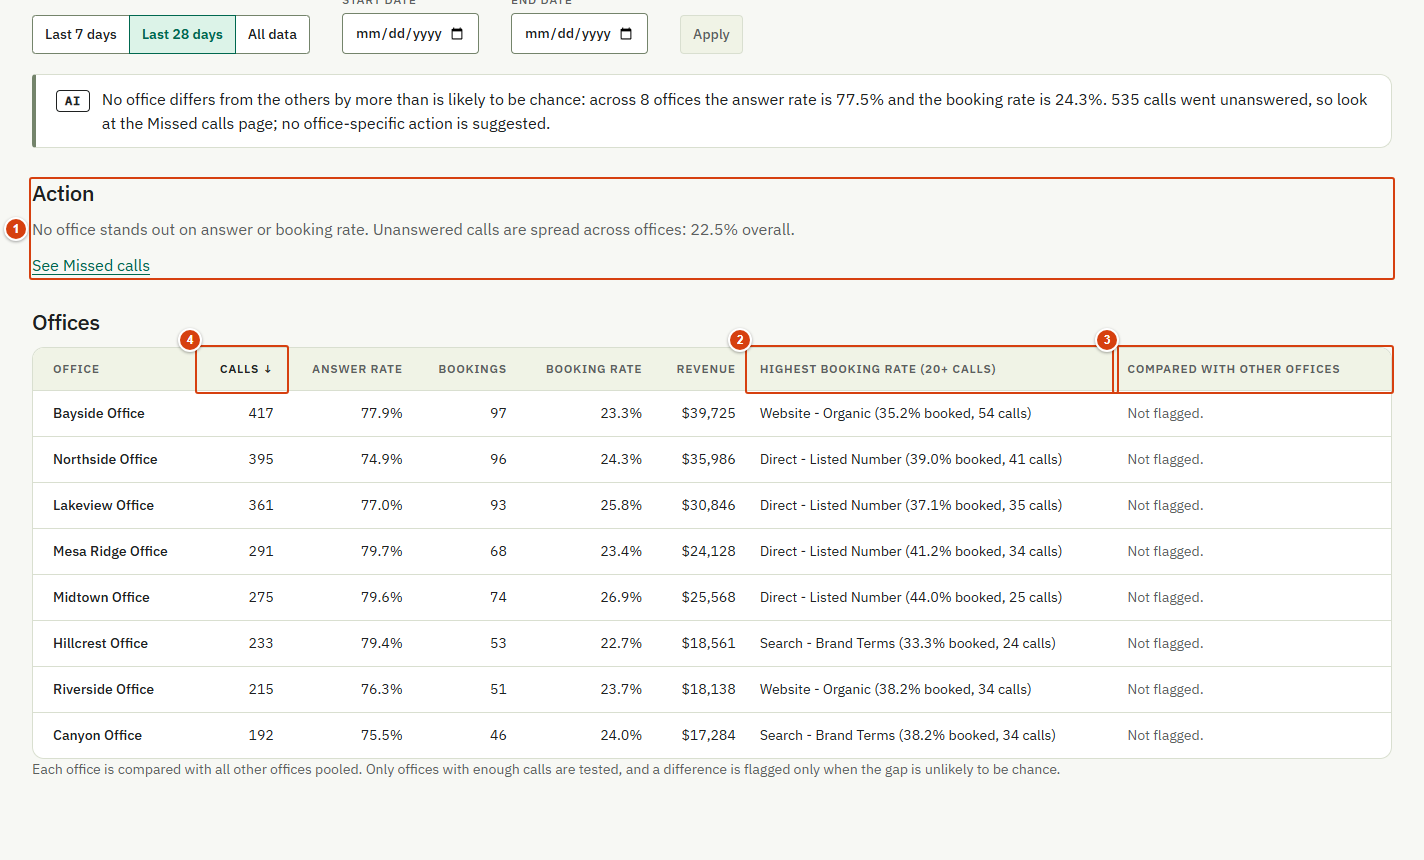 START DATE END DATE
Last 7 days Last 28 days All data mm/dd/yyyy mm/dd/yyyy Apply
AI No office differs from the others by more than is likely to be chance: across 8 offices the answer rate is 77.5% and the booking rate is 24.3%. 535 calls went unanswered, so look
at the Missed calls page; no office-specific action is suggested.
Action
1 No office stands out on answer or booking rate. Unanswered calls are spread across offices: 22.5% overall.
See Missed calls
Offices
4 2 3
OFFICE CALLS ↓ ANSWER RATE BOOKINGS BOOKING RATE REVENUE HIGHEST BOOKING RATE (20+ CALLS) COMPARED WITH OTHER OFFICES
Bayside Office 417 77.9% 97 23.3% $39,725 Website - Organic (35.2% booked, 54 calls) Not flagged.
Northside Office 395 74.9% 96 24.3% $35,986 Direct - Listed Number (39.0% booked, 41 calls) Not flagged.
Lakeview Office 361 77.0% 93 25.8% $30,846 Direct - Listed Number (37.1% booked, 35 calls) Not flagged.
Mesa Ridge Office 291 79.7% 68 23.4% $24,128 Direct - Listed Number (41.2% booked, 34 calls) Not flagged.
Midtown Office 275 79.6% 74 26.9% $25,568 Direct - Listed Number (44.0% booked, 25 calls) Not flagged.
Hillcrest Office 233 79.4% 53 22.7% $18,561 Search - Brand Terms (33.3% booked, 24 calls) Not flagged.
Riverside Office 215 76.3% 51 23.7% $18,138 Website - Organic (38.2% booked, 34 calls) Not flagged.
Canyon Office 192 75.5% 46 24.0% $17,284 Search - Brand Terms (38.2% booked, 34 calls) Not flagged.
Each office is compared with all other offices pooled. Only offices with enough calls are tested, and a difference is flagged only when the gap is unlikely to be chance.